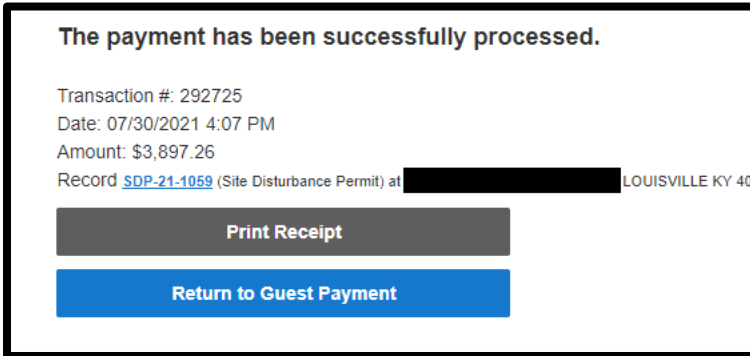 The payment has been successfully processed.
Transaction #: 292725
Date: 07/30/2021 4:07 PM
Amount: $3,897.26
Record SDP-21-1059 (Site Disturbance Permit) at LOUISVILLE KY 40
Print Receipt
Return to Guest Payment